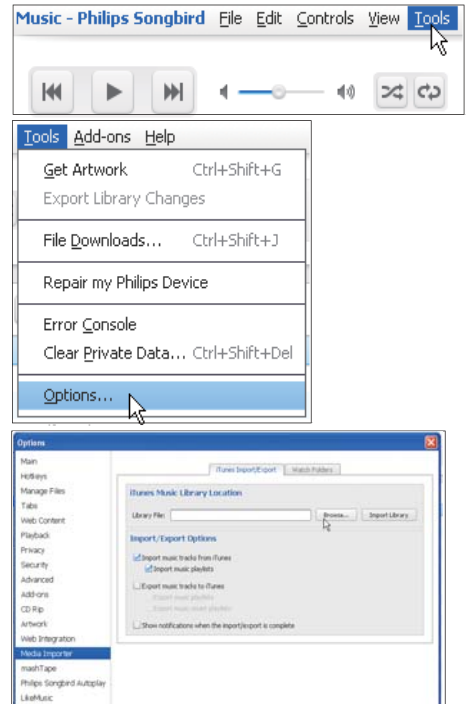 Music - Philips Songbird File Edit Controls View Tools
Tools Add-ons Help
Get Artwork Ctrl+Shift+G
Export Library Changes
File Downloads... Ctrl+Shift+J
Repair my Philips Device
Error Console
Clear Private Data... Ctrl+Shift+Del
Options...
Options
Main
Hotkeys
Manage Files
Tabs
Web Content
Playback
Privacy
Security
Advanced
Add-ons
CD Rip
Artwork
Web Integration
Media Importer
mashTape
Philips Songbird Autoplay
LikeMusic
iTunes Import/Export Watch Folders
iTunes Music Library Location
Library File: Browse... Import Library
Import/Export Options
Import music tracks from iTunes
Import music playlists
Export music tracks to iTunes
Export music playlists
Export music smart playlists
Show notifications when the import/export is complete